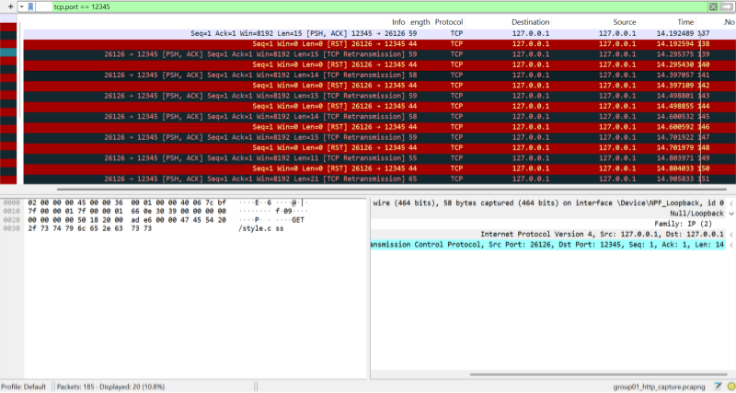 tcp.port == 12345
Info ength Protocol Destination Source Time .No
Seq=1 Ack=1 Win=8192 Len=15 [PSH, ACK] 12345 → 26126 59 TCP 127.0.0.1 127.0.0.1 14.192489 137
Seq=1 Win=0 Len=0 [RST] 26126 → 12345 44 TCP 127.0.0.1 127.0.0.1 14.192594 138
26126 → 12345 [PSH, ACK] Seq=1 Ack=1 Win=8192 Len=15 [TCP Retransmission] 59 TCP 127.0.0.1 127.0.0.1 14.295375 139
Seq=1 Win=0 Len=0 [RST] 26126 → 12345 44 TCP 127.0.0.1 127.0.0.1 14.295430 140
26126 → 12345 [PSH, ACK] Seq=1 Ack=1 Win=8192 Len=14 [TCP Retransmission] 58 TCP 127.0.0.1 127.0.0.1 14.397057 141
Seq=1 Win=0 Len=0 [RST] 26126 → 12345 44 TCP 127.0.0.1 127.0.0.1 14.397109 142
26126 → 12345 [PSH, ACK] Seq=1 Ack=1 Win=8192 Len=15 [TCP Retransmission] 59 TCP 127.0.0.1 127.0.0.1 14.498801 143
Seq=1 Win=0 Len=0 [RST] 26126 → 12345 44 TCP 127.0.0.1 127.0.0.1 14.498855 144
26126 → 12345 [PSH, ACK] Seq=1 Ack=1 Win=8192 Len=14 [TCP Retransmission] 58 TCP 127.0.0.1 127.0.0.1 14.600532 145
Seq=1 Win=0 Len=0 [RST] 26126 → 12345 44 TCP 127.0.0.1 127.0.0.1 14.600592 146
26126 → 12345 [PSH, ACK] Seq=1 Ack=1 Win=8192 Len=15 [TCP Retransmission] 59 TCP 127.0.0.1 127.0.0.1 14.701922 147
Seq=1 Win=0 Len=0 [RST] 26126 → 12345 44 TCP 127.0.0.1 127.0.0.1 14.701979 148
26126 → 12345 [PSH, ACK] Seq=1 Ack=1 Win=8192 Len=11 [TCP Retransmission] 55 TCP 127.0.0.1 127.0.0.1 14.803971 149
Seq=1 Win=0 Len=0 [RST] 26126 → 12345 44 TCP 127.0.0.1 127.0.0.1 14.804033 150
26126 → 12345 [PSH, ACK] Seq=1 Ack=1 Win=8192 Len=21 [TCP Retransmission] 65 TCP 127.0.0.1 127.0.0.1 14.905033 151
0000 02 00 00 00 45 00 00 36 00 01 00 00 40 06 7c bf ····E··6 ····@·|·
0010 7f 00 00 01 7f 00 00 01 66 0e 30 39 00 00 00 00 ········ f·09····
0020 00 00 00 00 50 18 20 00 ad e6 00 00 47 45 54 20 ····P· · ····GET
0030 2f 73 74 79 6c 65 2e 63 73 73 /style.c ss
wire (464 bits), 58 bytes captured (464 bits) on interface \Device\NPF_Loopback, id 0
Null/Loopback
Family: IP (2)
Internet Protocol Version 4, Src: 127.0.0.1, Dst: 127.0.0.1
ansmission Control Protocol, Src Port: 26126, Dst Port: 12345, Seq: 1, Ack: 1, Len: 14
Profile: Default Packets: 185 · Displayed: 20 (10.8%) group01_http_capture.pcapng